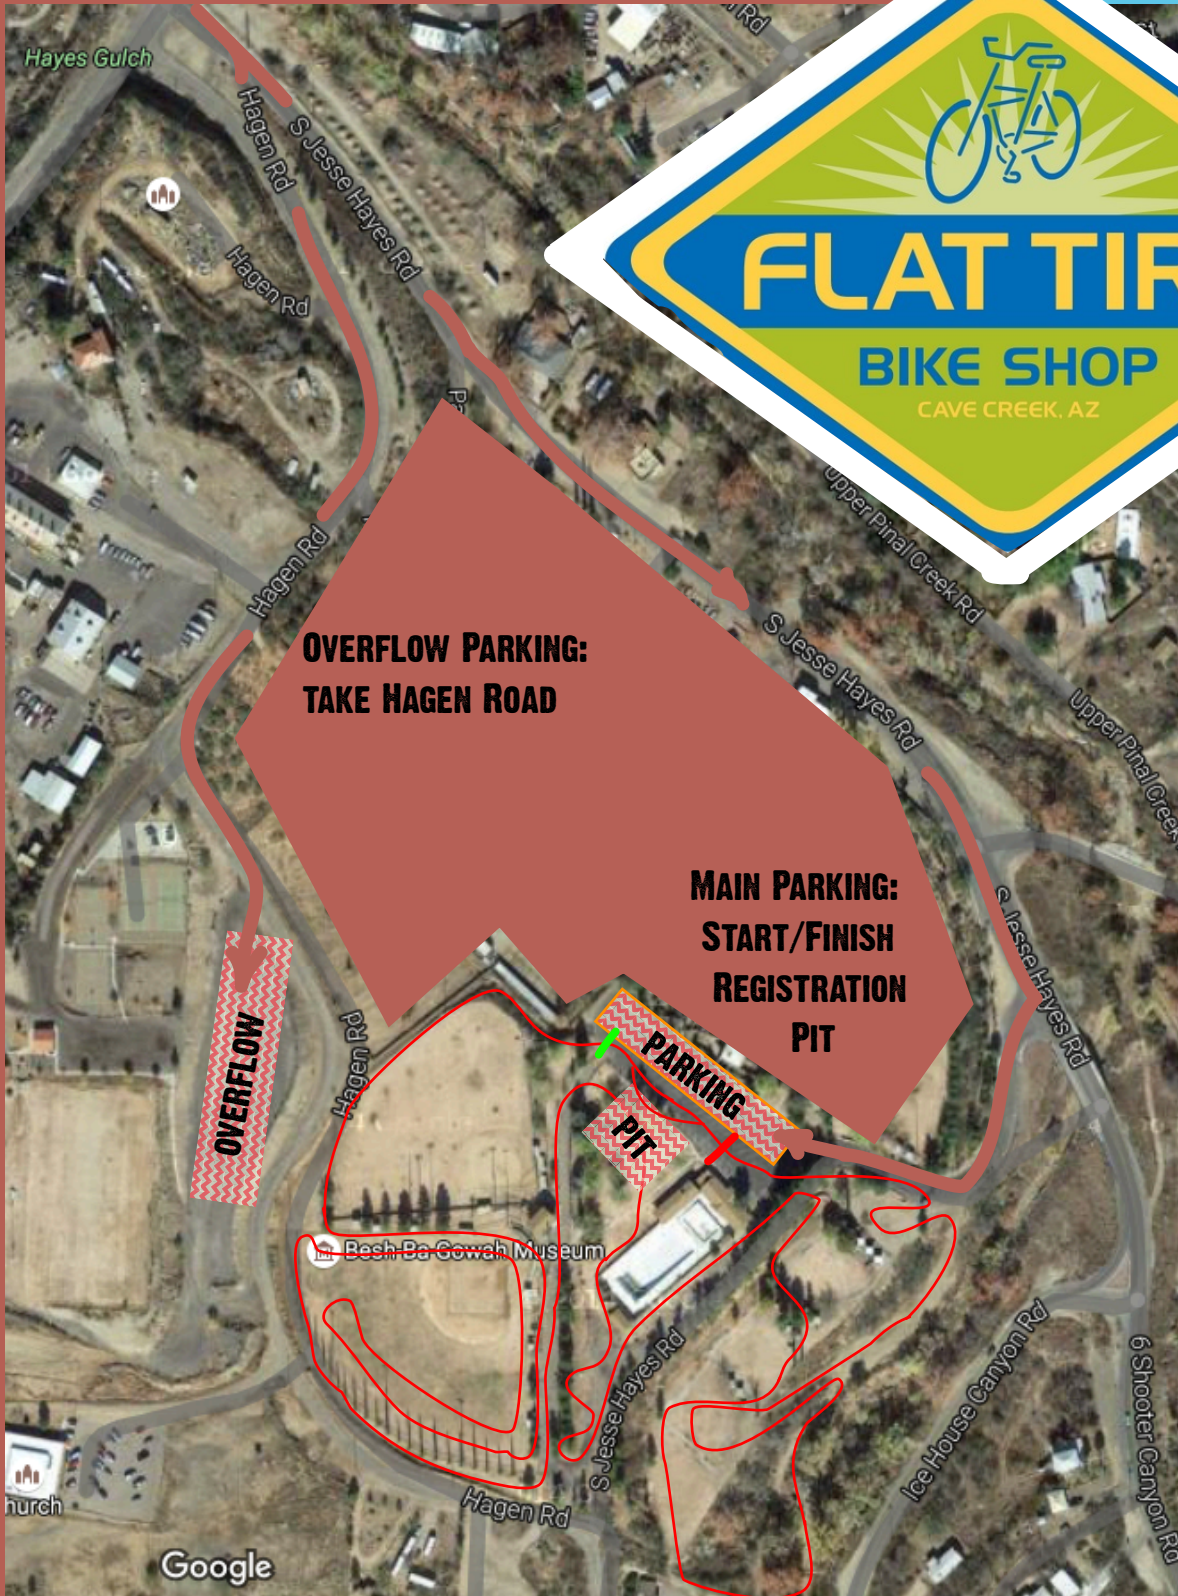 Hayes Gulch
Hagen Rd
S Jesse Hayes Rd
Hagen Rd
FLAT TIR
BIKE SHOP
CAVE CREEK, AZ
Upper Pinal Creek Rd
Hagen Rd
OVERFLOW PARKING:
TAKE HAGEN ROAD
S Jesse Hayes Rd
Upper Pinal Creek
MAIN PARKING:
START/FINISH
REGISTRATION
PIT
S Jesse Hayes Rd
OVERFLOW
Hagen Rd
PARKING
PIT
Besh Ba Gowah Museum
S Jesse Hayes Rd
Ice House Canyon Rd
6 Shooter Canyon Rd
hurch
Hagen Rd
Google